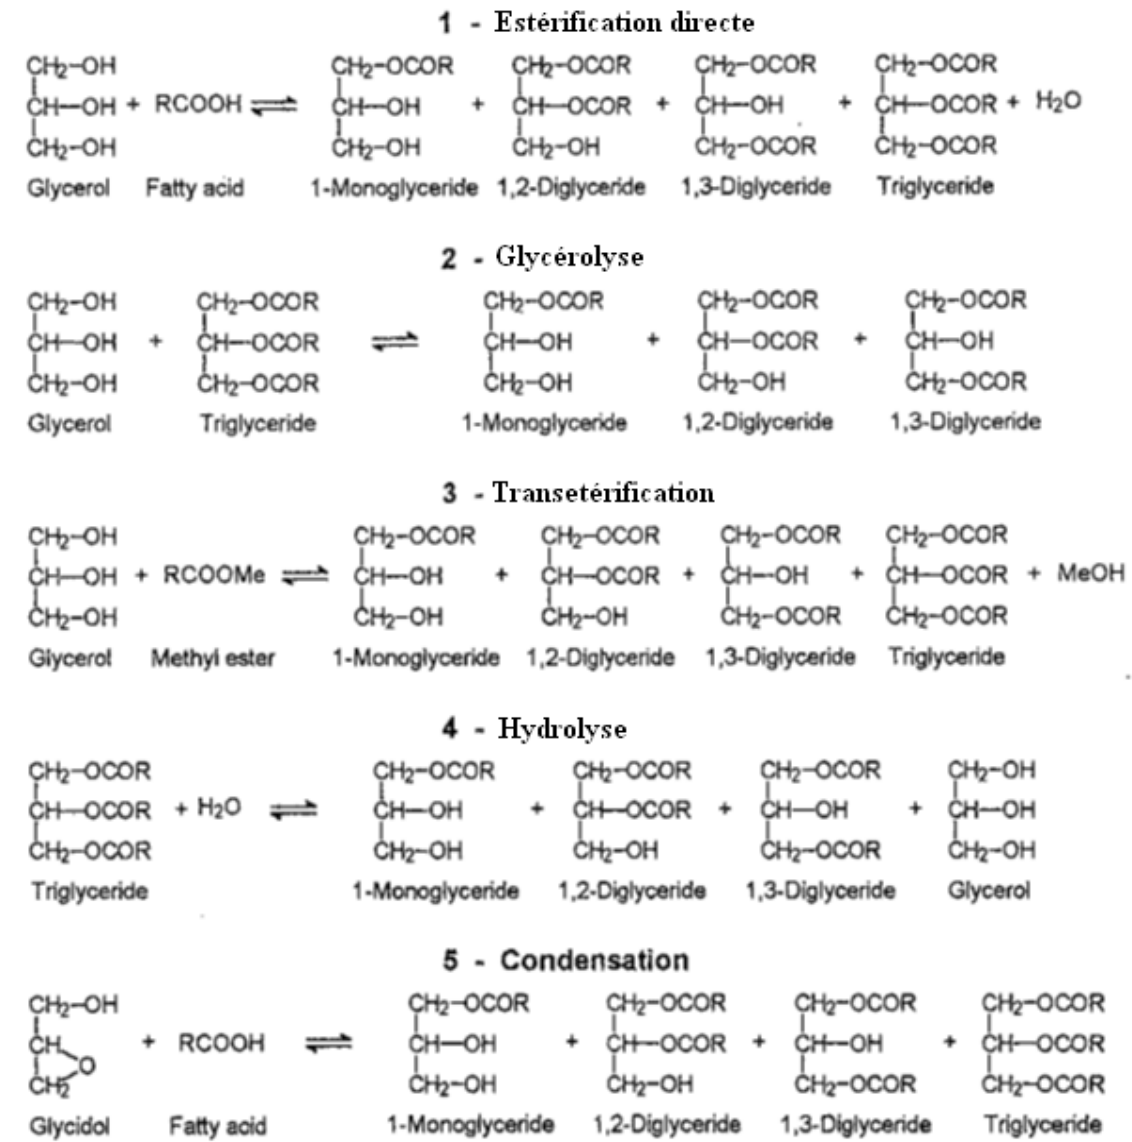 1 - Estérification directe
CH2-OH CH2-OCOR CH2-OCOR CH2-OCOR CH2-OCOR
CH-OH + RCOOH ⇌ CH-OH + CH-OCOR + CH-OH + CH-OCOR + H2O
CH2-OH CH2-OH CH2-OH CH2-OCOR CH2-OCOR
Glycerol Fatty acid 1-Monoglyceride 1,2-Diglyceride 1,3-Diglyceride Triglyceride
2 - Glycérolyse
CH2-OH CH2-OCOR CH2-OCOR CH2-OCOR CH2-OCOR
CH-OH + CH-OCOR ⇌ CH-OH + CH-OCOR + CH-OH
CH2-OH CH2-OCOR CH2-OH CH2-OH CH2-OCOR
Glycerol Triglyceride 1-Monoglyceride 1,2-Diglyceride 1,3-Diglyceride
3 - Transetérification
CH2-OH CH2-OCOR CH2-OCOR CH2-OCOR CH2-OCOR
CH-OH + RCOOMe ⇌ CH-OH + CH-OCOR + CH-OH + CH-OCOR + MeOH
CH2-OH CH2-OH CH2-OH CH2-OCOR CH2-OCOR
Glycerol Methyl ester 1-Monoglyceride 1,2-Diglyceride 1,3-Diglyceride Triglyceride
4 - Hydrolyse
CH2-OCOR CH2-OCOR CH2-OCOR CH2-OCOR CH2-OH
CH-OCOR + H2O ⇌ CH-OH + CH-OCOR + CH-OH + CH-OH
CH2-OCOR CH2-OH CH2-OH CH2-OCOR CH2-OH
Triglyceride 1-Monoglyceride 1,2-Diglyceride 1,3-Diglyceride Glycerol
5 - Condensation
CH2-OH CH2-OCOR CH2-OCOR CH2-OCOR CH2-OCOR
CH + RCOOH ⇌ CH-OH + CH-OCOR + CH-OH + CH-OCOR
O
CH2 CH2-OH CH2-OH CH2-OCOR CH2-OCOR
Glycidol Fatty acid 1-Monoglyceride 1,2-Diglyceride 1,3-Diglyceride Triglyceride